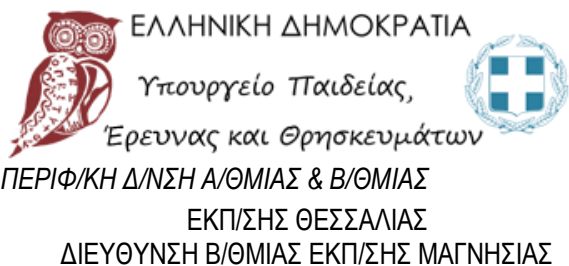 ΕΛΛΗΝΙΚΗ ΔΗΜΟΚΡΑΤΙΑ
Υπουργείο Παιδείας,
Έρευνας και Θρησκευμάτων
ΠΕΡΙΦ/ΚΗ Δ/ΝΣΗ Α/ΘΜΙΑΣ & Β/ΘΜΙΑΣ
ΕΚΠ/ΣΗΣ ΘΕΣΣΑΛΙΑΣ
ΔΙΕΥΘΥΝΣΗ Β/ΘΜΙΑΣ ΕΚΠ/ΣΗΣ ΜΑΓΝΗΣΙΑΣ